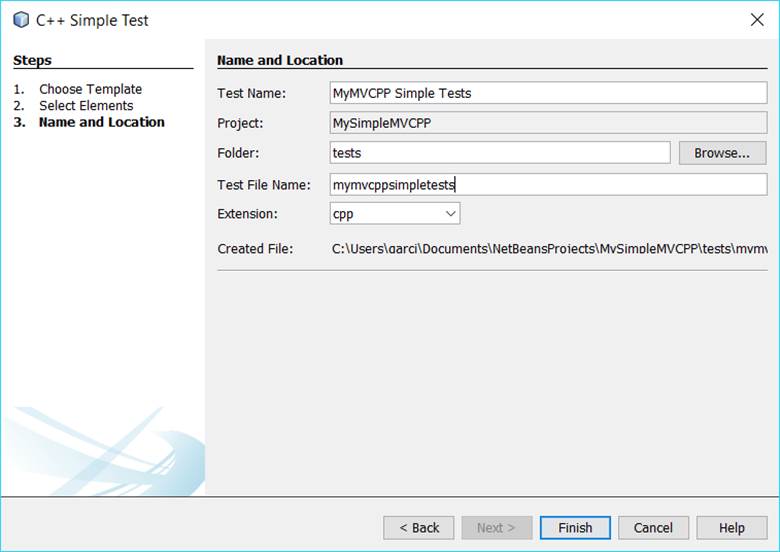 C++ Simple Test
Steps
1. Choose Template
2. Select Elements
3. Name and Location
Name and Location
Test Name: MyMVCPP Simple Tests
Project: MySimpleMVCPP
Folder: tests Browse...
Test File Name: mymvcppsimpletests
Extension: cpp
Created File: C:\Users\garci\Documents\NetBeansProjects\MySimpleMVCPP\tests\mymv
< Back Next > Finish Cancel Help